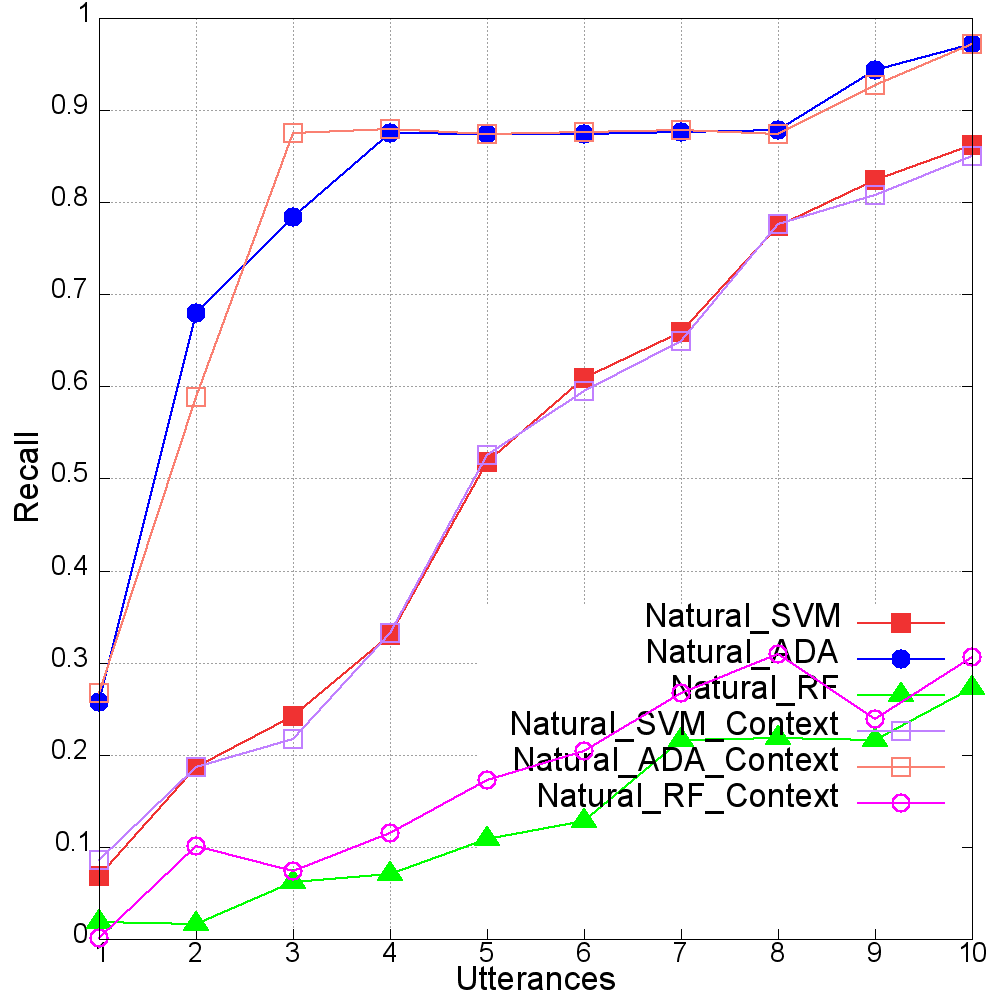 1
0.9
0.8
0.7
0.6
0.5
0.4
0.3
0.2
0.1
0
Recall
Natural_SVM
Natural_ADA
Natural_RF
Natural_SVM_Context
Natural_ADA_Context
Natural_RF_Context
1 2 3 4 5 6 7 8 9 10
Utterances